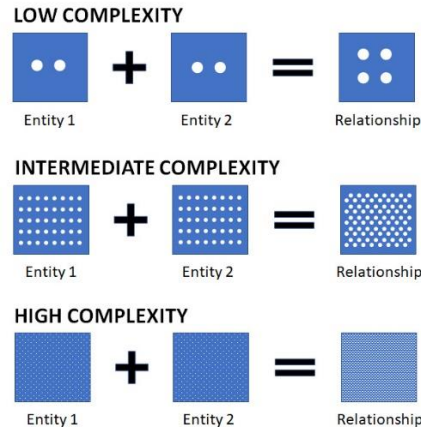 LOW COMPLEXITY
Entity 1 Entity 2 Relationship
INTERMEDIATE COMPLEXITY
Entity 1 Entity 2 Relationship
HIGH COMPLEXITY
Entity 1 Entity 2 Relationship